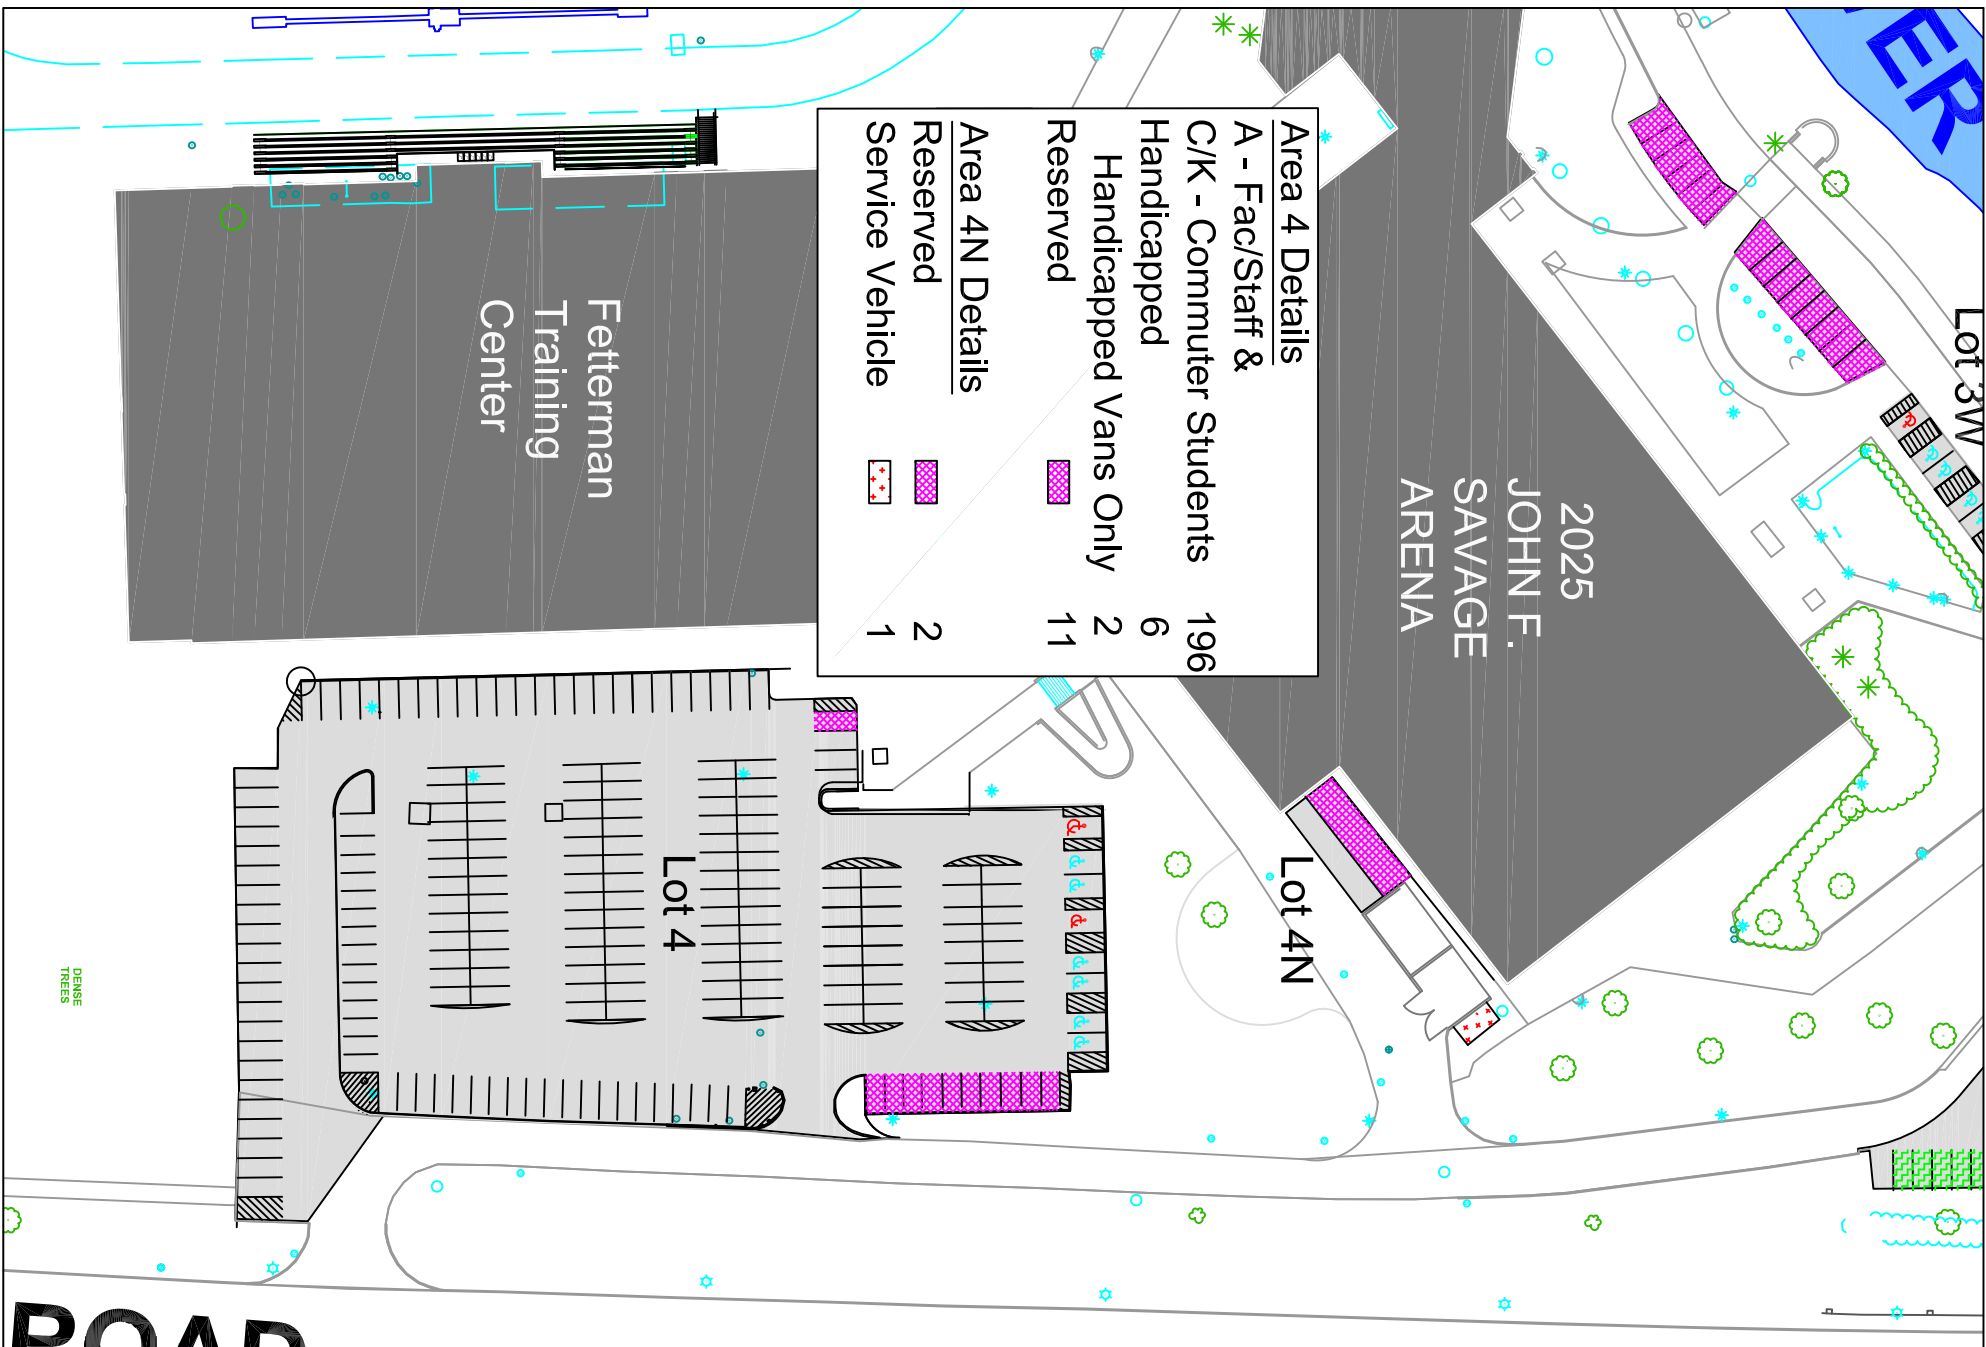 Area 4 Details
A - Fac/Staff &
C/K - Commuter Students 196
Handicapped 6
Handicapped Vans Only 2
Reserved 11
Area 4N Details
Reserved 2
Service Vehicle 1
2025
JOHN F.
SAVAGE
ARENA
Fetterman
Training
Center
Lot 3W
Lot 4N
Lot 4
DENSE
TREES
VER
ROAD